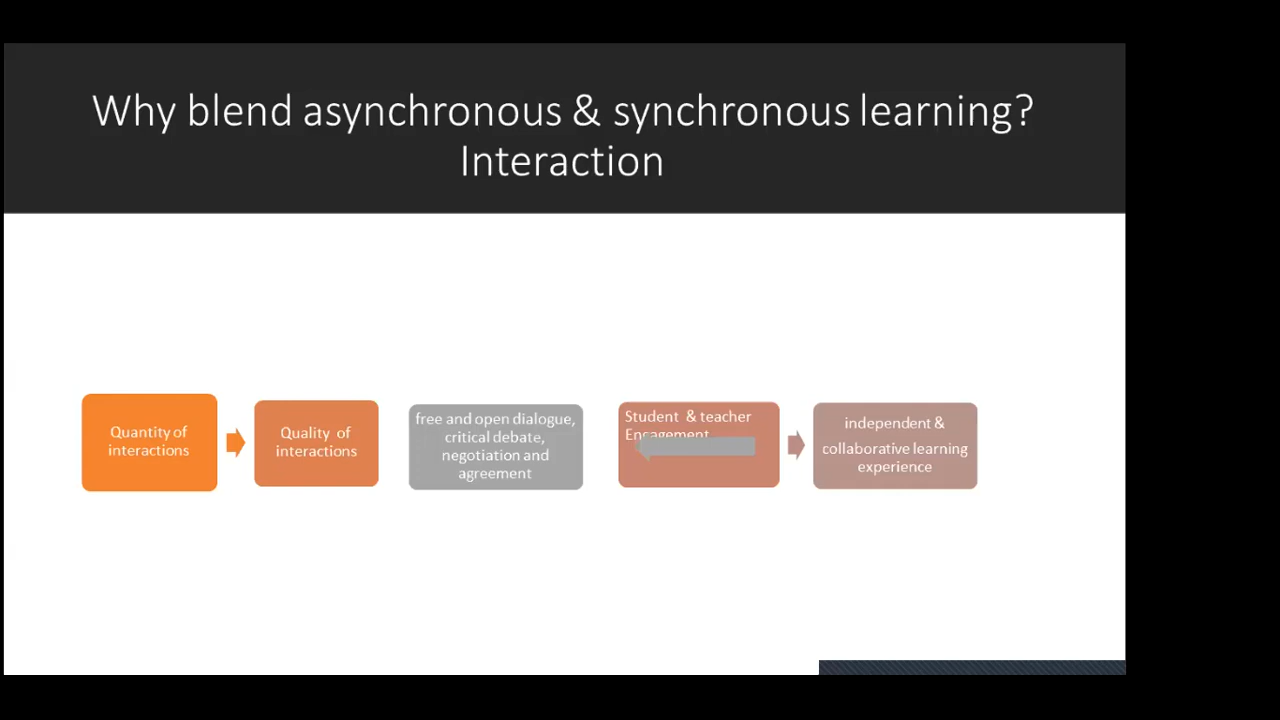 Why blend asynchronous & synchronous learning?
Interaction
Quantity of
interactions
Quality of
interactions
free and open dialogue,
critical debate,
negotiation and
agreement
Student & teacher
Engagement
independent &
collaborative learning
experience